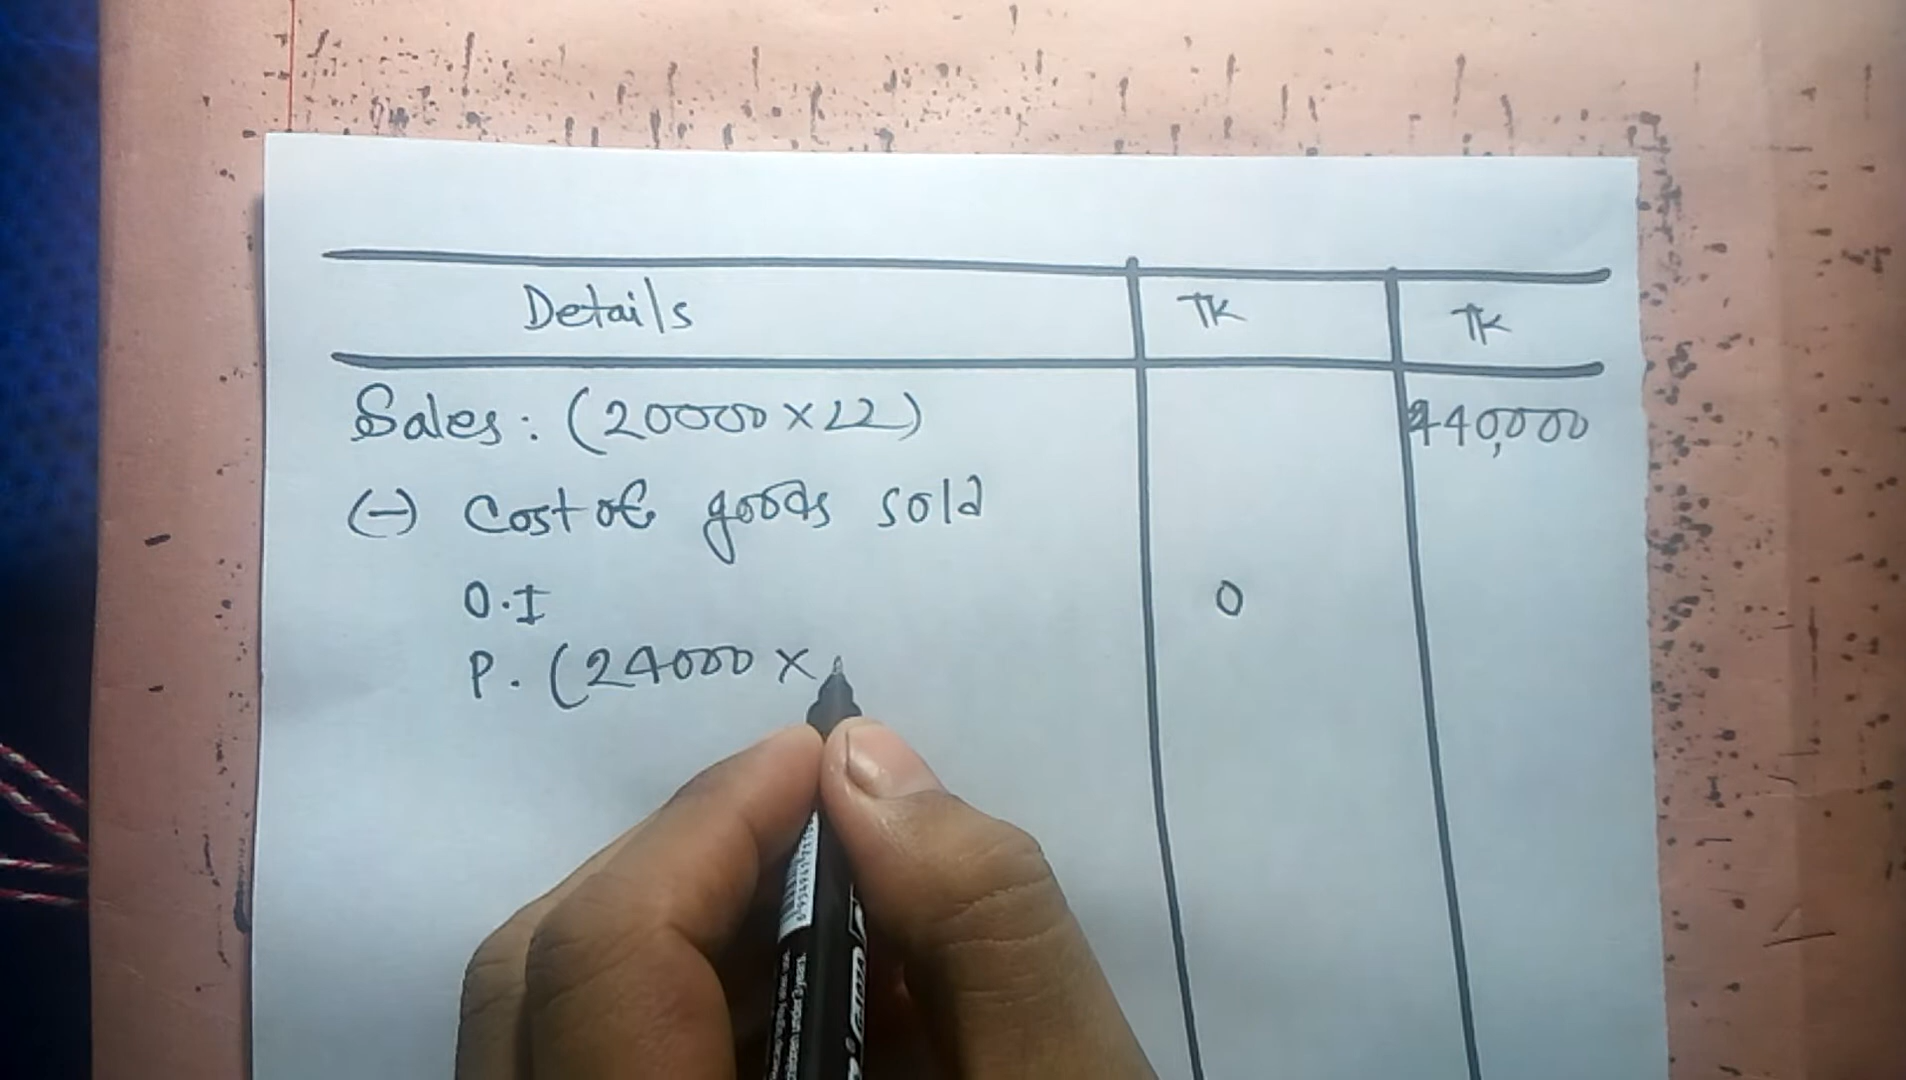 Details TK TK
Sales: (20000 × 22) 440,000
(-) Cost of goods sold
O.I 0
P. (24000 ×